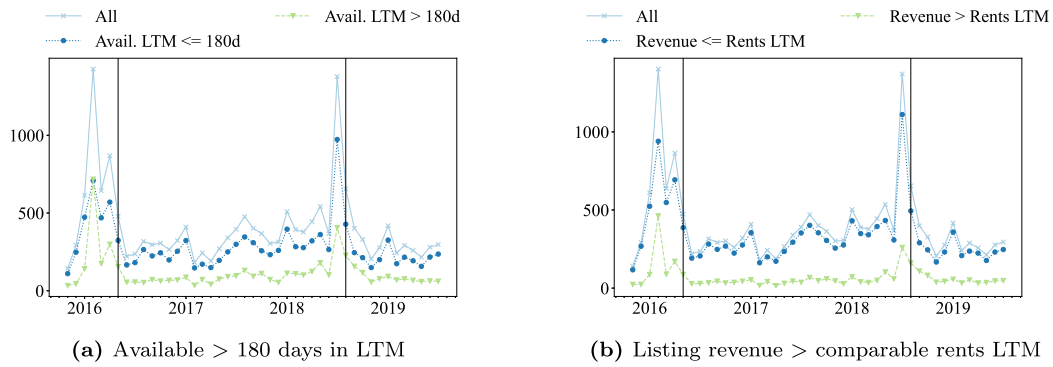 All
Avail. LTM > 180d
Avail. LTM <= 180d
1000
500
0
2016
2017
2018
2019
(a) Available > 180 days in LTM
All
Revenue > Rents LTM
Revenue <= Rents LTM
1000
500
0
2016
2017
2018
2019
(b) Listing revenue > comparable rents LTM